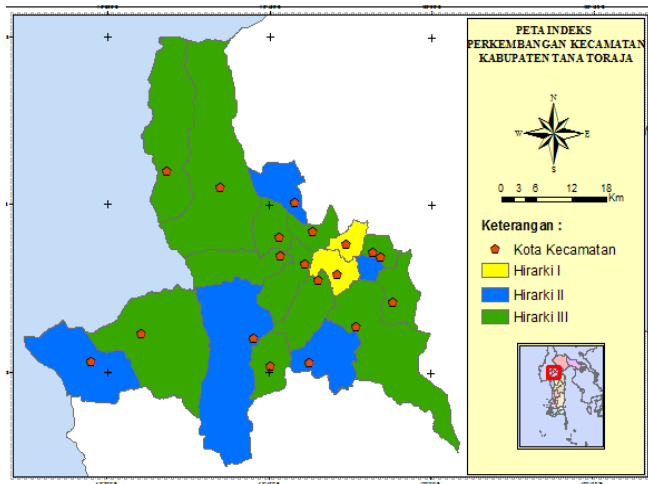 PETA INDEKS
PERKEMBANGAN KECAMATAN
KABUPATEN TANA TORAJA
N
W E
S
0 3 6 12 18
Km
Keterangan :
Kota Kecamatan
Hirarki I
Hirarki II
Hirarki III